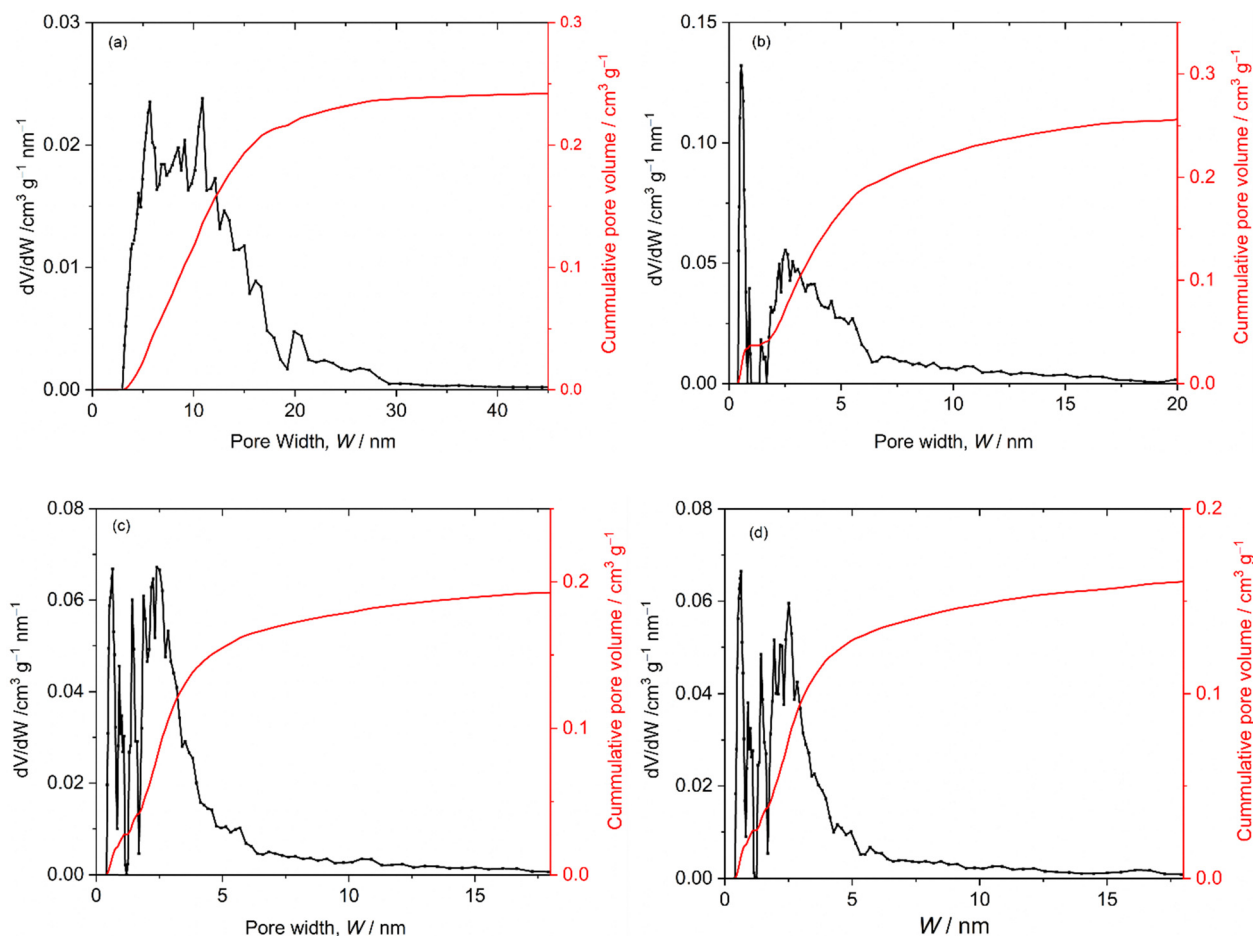 (a)
0.03
0.02
0.01
0.00
dV/dW /cm³ g⁻¹ nm⁻¹
0 10 20 30 40
Pore Width, W / nm
0.3
0.2
0.1
0.0
Cummulative pore volume / cm³ g⁻¹
(b)
0.15
0.10
0.05
0.00
dV/dW /cm³ g⁻¹ nm⁻¹
0 5 10 15 20
Pore width, W / nm
0.3
0.2
0.1
0.0
Cummulative pore volume / cm³ g⁻¹
(c)
0.08
0.06
0.04
0.02
0.00
dV/dW /cm³ g⁻¹ nm⁻¹
0 5 10 15
Pore width, W / nm
0.2
0.1
0.0
Cummulative pore volume / cm³ g⁻¹
(d)
0.08
0.06
0.04
0.02
0.00
dV/dW /cm³ g⁻¹ nm⁻¹
0 5 10 15
W / nm
0.2
0.1
0.0
Cummulative pore volume / cm³ g⁻¹